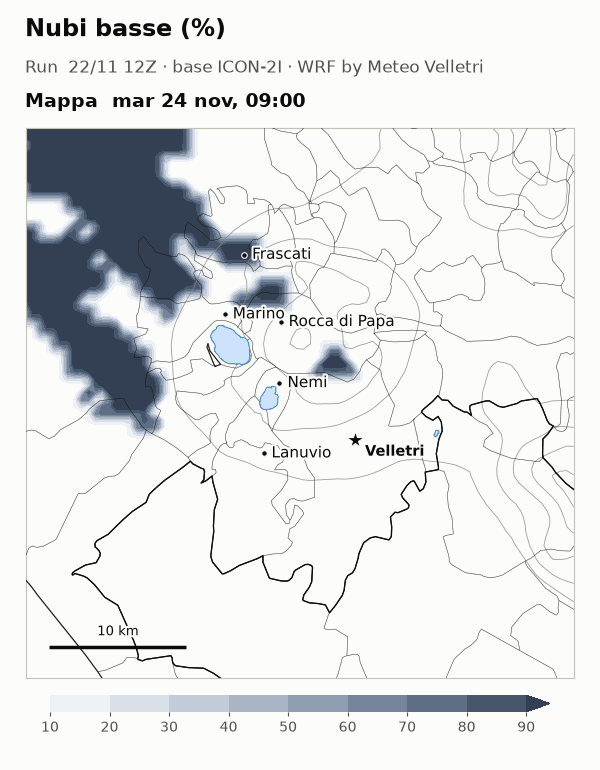 Nubi basse (%)
Run  22/11 12Z · base ICON-2I · WRF by Meteo Velletri
Mappa  mar 24 nov, 09:00
Frascati
Marino
Rocca di Papa
Nemi
Velletri
Lanuvio
10 km
10 20 30 40 50 60 70 80 90